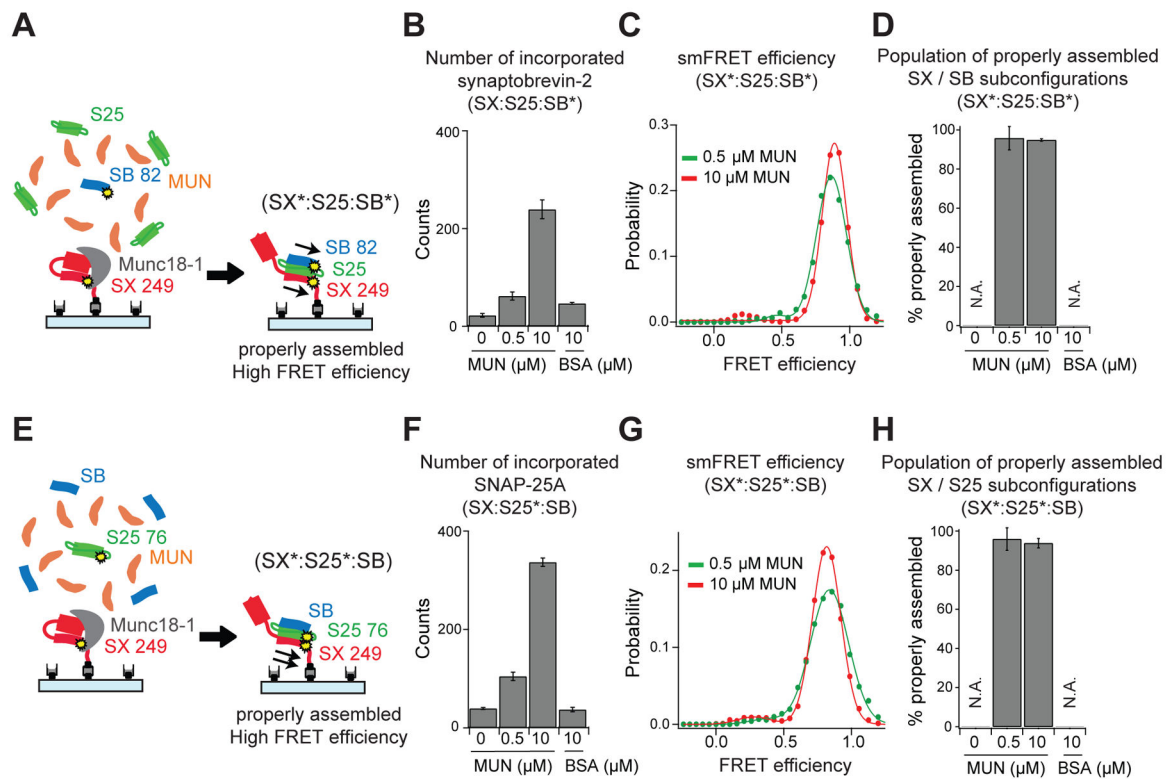 A
S25
SB 82
MUN
(SX*:S25:SB*)
Munc18-1
SX 249
SB 82
S25
SX 249
properly assembled
High FRET efficiency
B
Number of incorporated
synaptobrevin-2
(SX:S25:SB*)
400
200
0
Counts
0 0.5 10 10
MUN (µM) BSA (µM)
C
smFRET efficiency
(SX*:S25:SB*)
0.3
0.2
0.1
0.0
Probability
0.5 µM MUN
10 µM MUN
0.0 0.5 1.0
FRET efficiency
D
Population of properly assembled
SX / SB subconfigurations
(SX*:S25:SB*)
100
80
60
40
20
0
% properly assembled
N.A.
N.A.
0 0.5 10 10
MUN (µM) BSA (µM)
E
SB
S25 76
MUN
(SX*:S25*:SB)
Munc18-1
SX 249
SB
S25 76
SX 249
properly assembled
High FRET efficiency
F
Number of incorporated
SNAP-25A
(SX:S25*:SB)
400
200
0
Counts
0 0.5 10 10
MUN (µM) BSA (µM)
G
smFRET efficiency
(SX*:S25*:SB)
0.2
0.1
0.0
Probability
0.5 µM MUN
10 µM MUN
0.0 0.5 1.0
FRET efficiency
H
Population of properly assembled
SX / S25 subconfigurations
(SX*:S25*:SB)
100
80
60
40
20
0
% properly assembled
N.A.
N.A.
0 0.5 10 10
MUN (µM) BSA (µM)